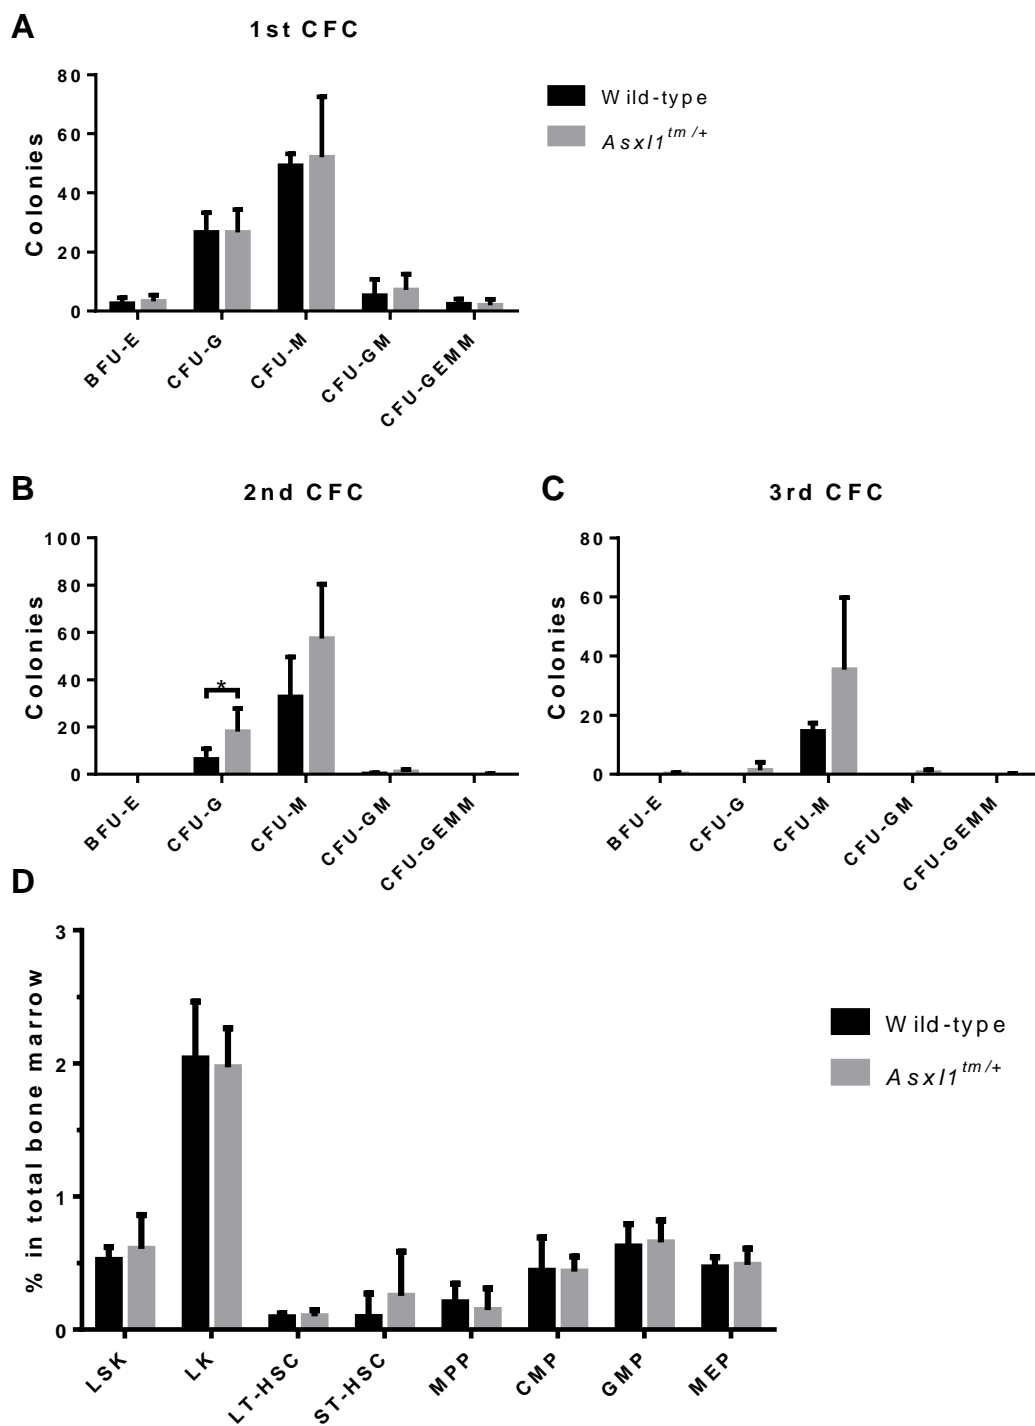 A
1st CFC
80
60
40
20
0
Colonies
BFU-E
CFU-G
CFU-M
CFU-GM
CFU-GEMM
Wild-type
Asxl1tm/+
B
2nd CFC
100
80
60
40
20
0
Colonies
*
BFU-E
CFU-G
CFU-M
CFU-GM
CFU-GEMM
C
3rd CFC
80
60
40
20
0
Colonies
BFU-E
CFU-G
CFU-M
CFU-GM
CFU-GEMM
D
3
2
1
0
% in total bone marrow
LSK
LK
LT-HSC
ST-HSC
MPP
CMP
GMP
MEP
Wild-type
Asxl1tm/+